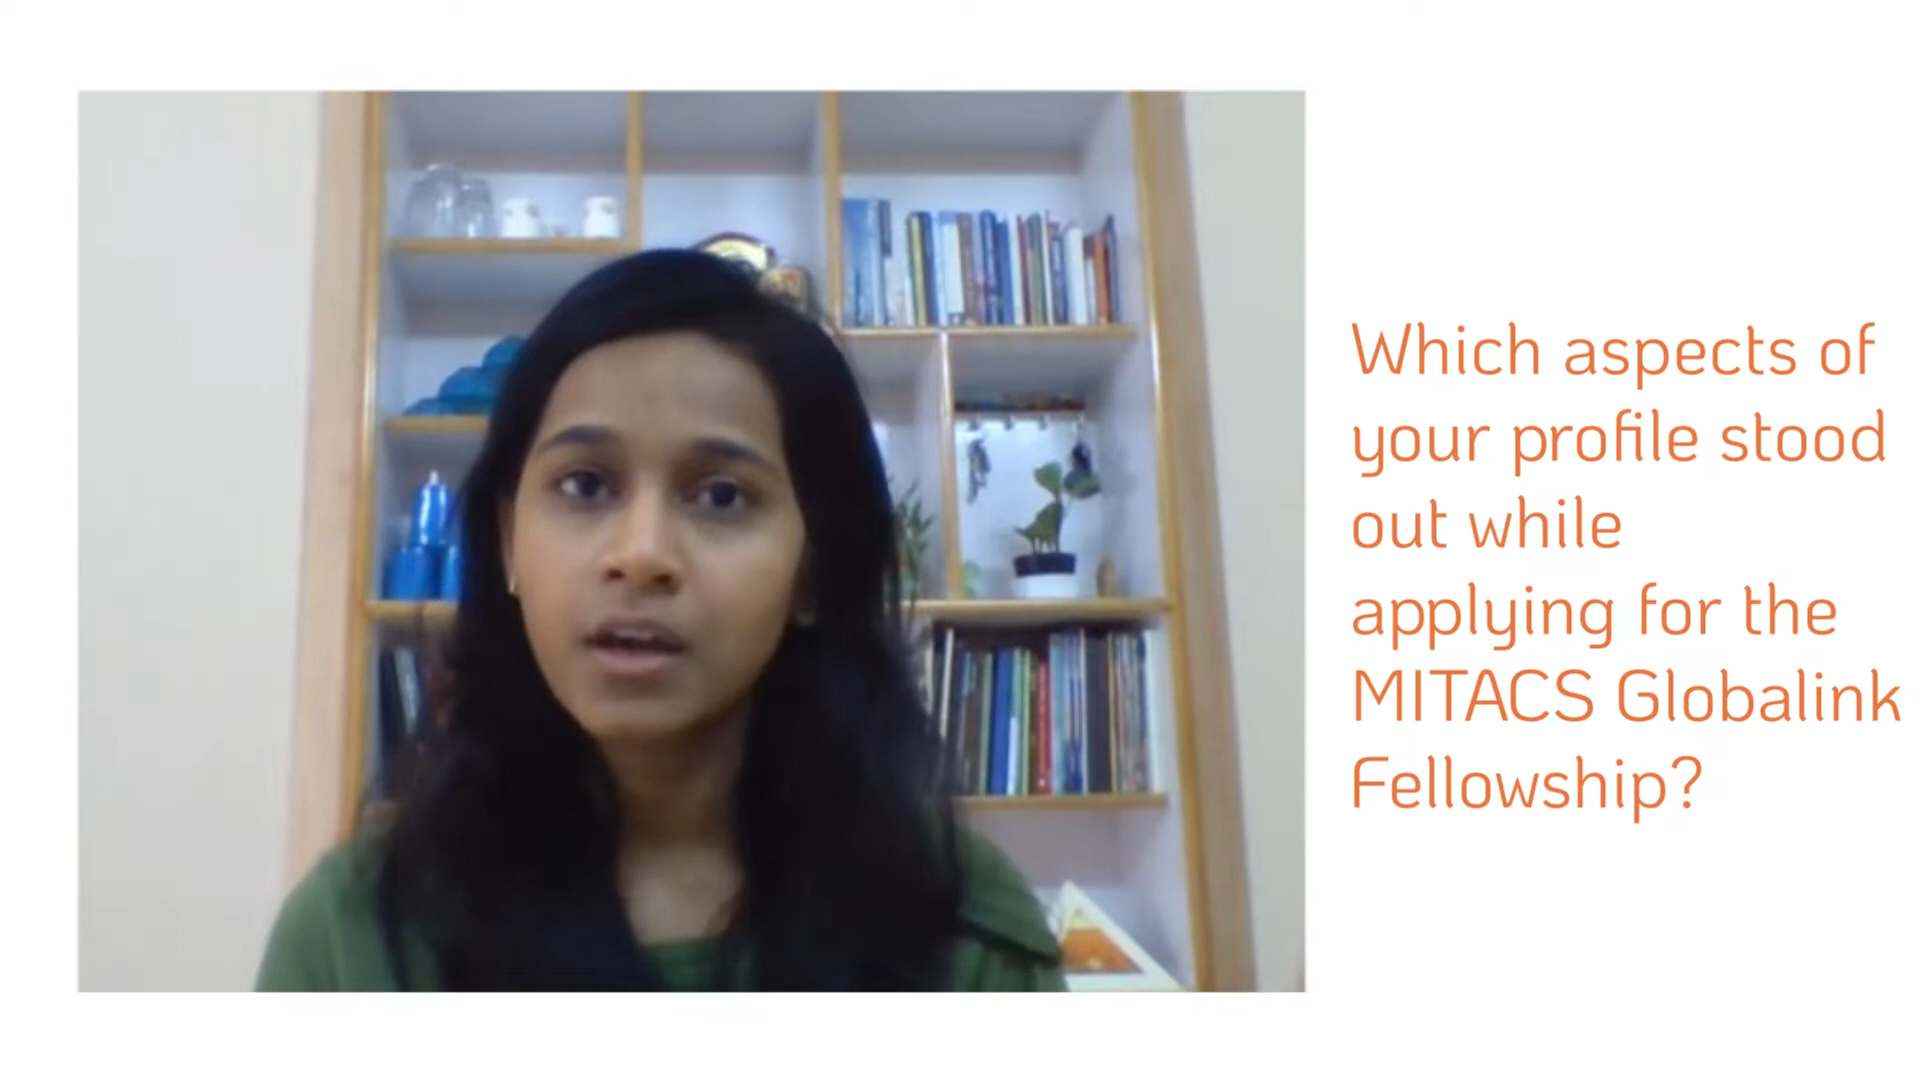 Which aspects of
your profile stood
out while
applying for the
MITACS Globalink
Fellowship?